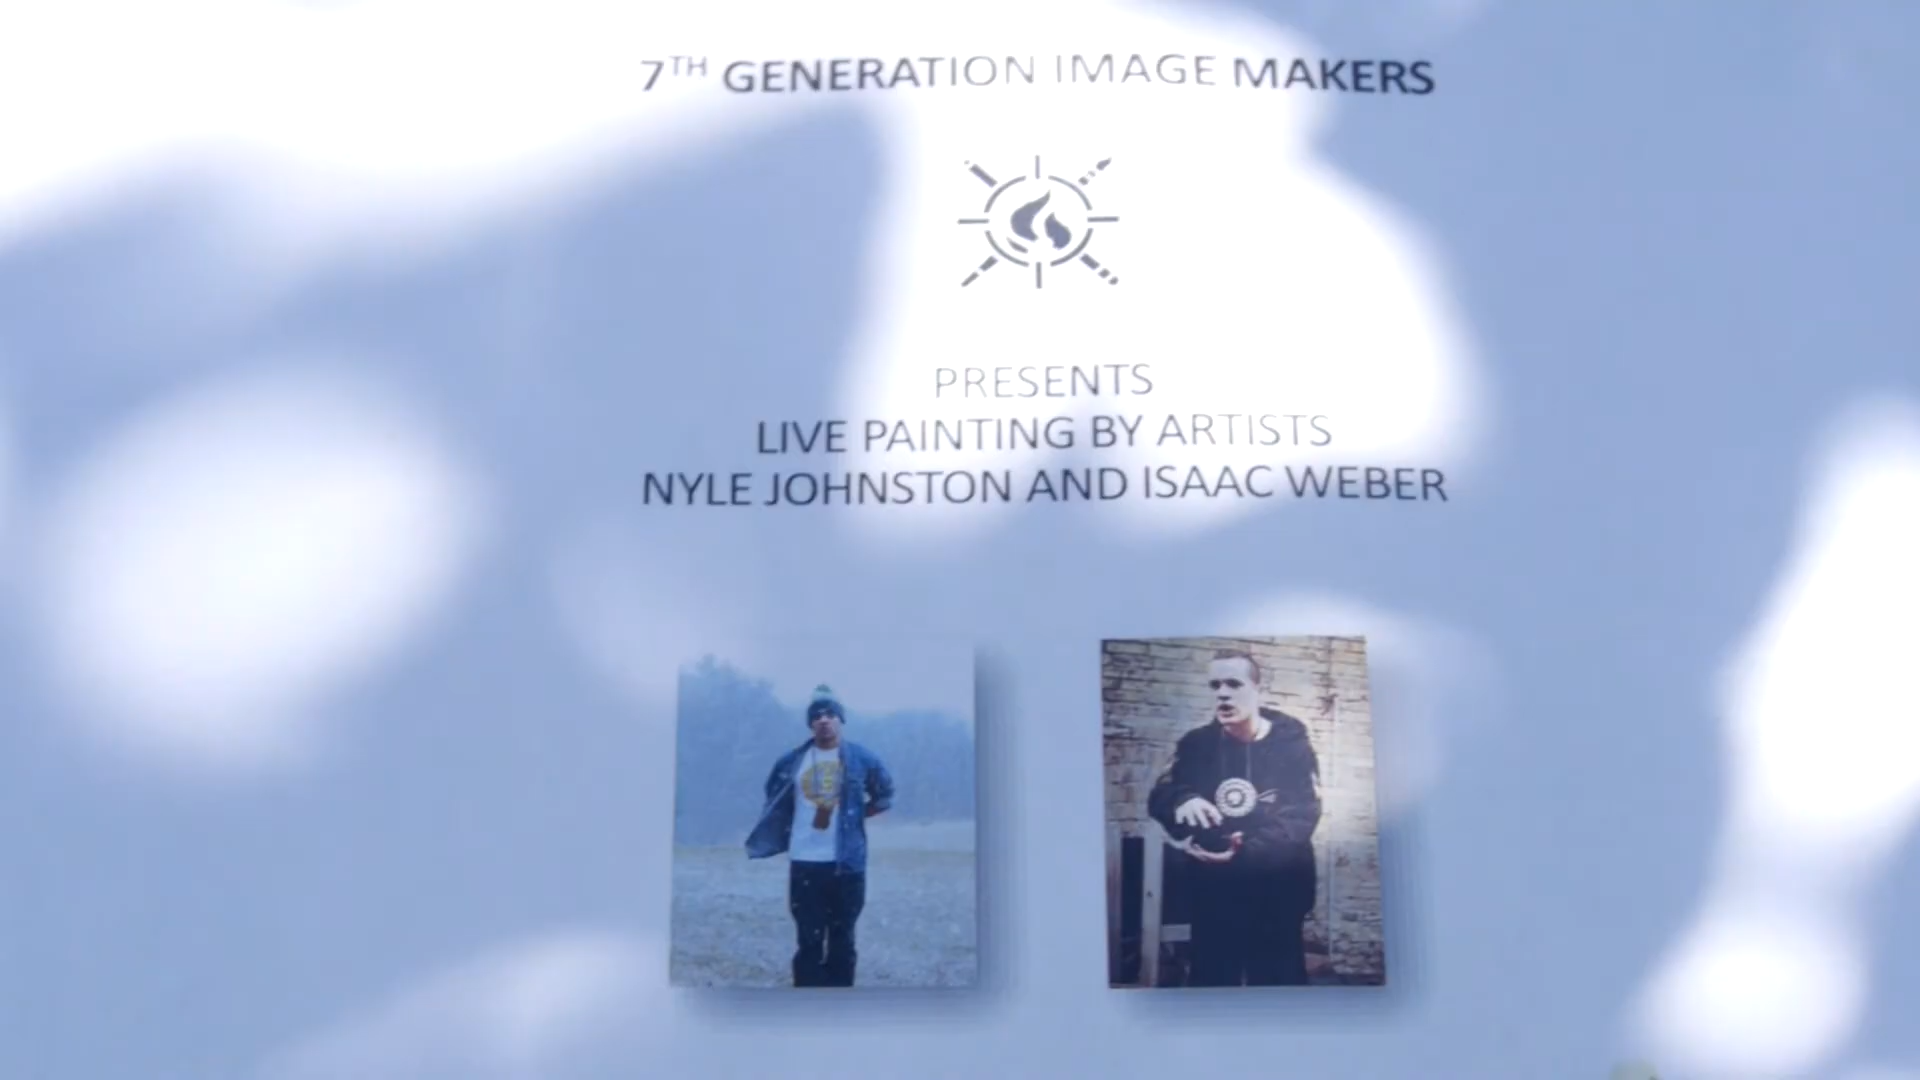 7TH GENERATION IMAGE MAKERS
PRESENTS
LIVE PAINTING BY ARTISTS
NYLE JOHNSTON AND ISAAC WEBER